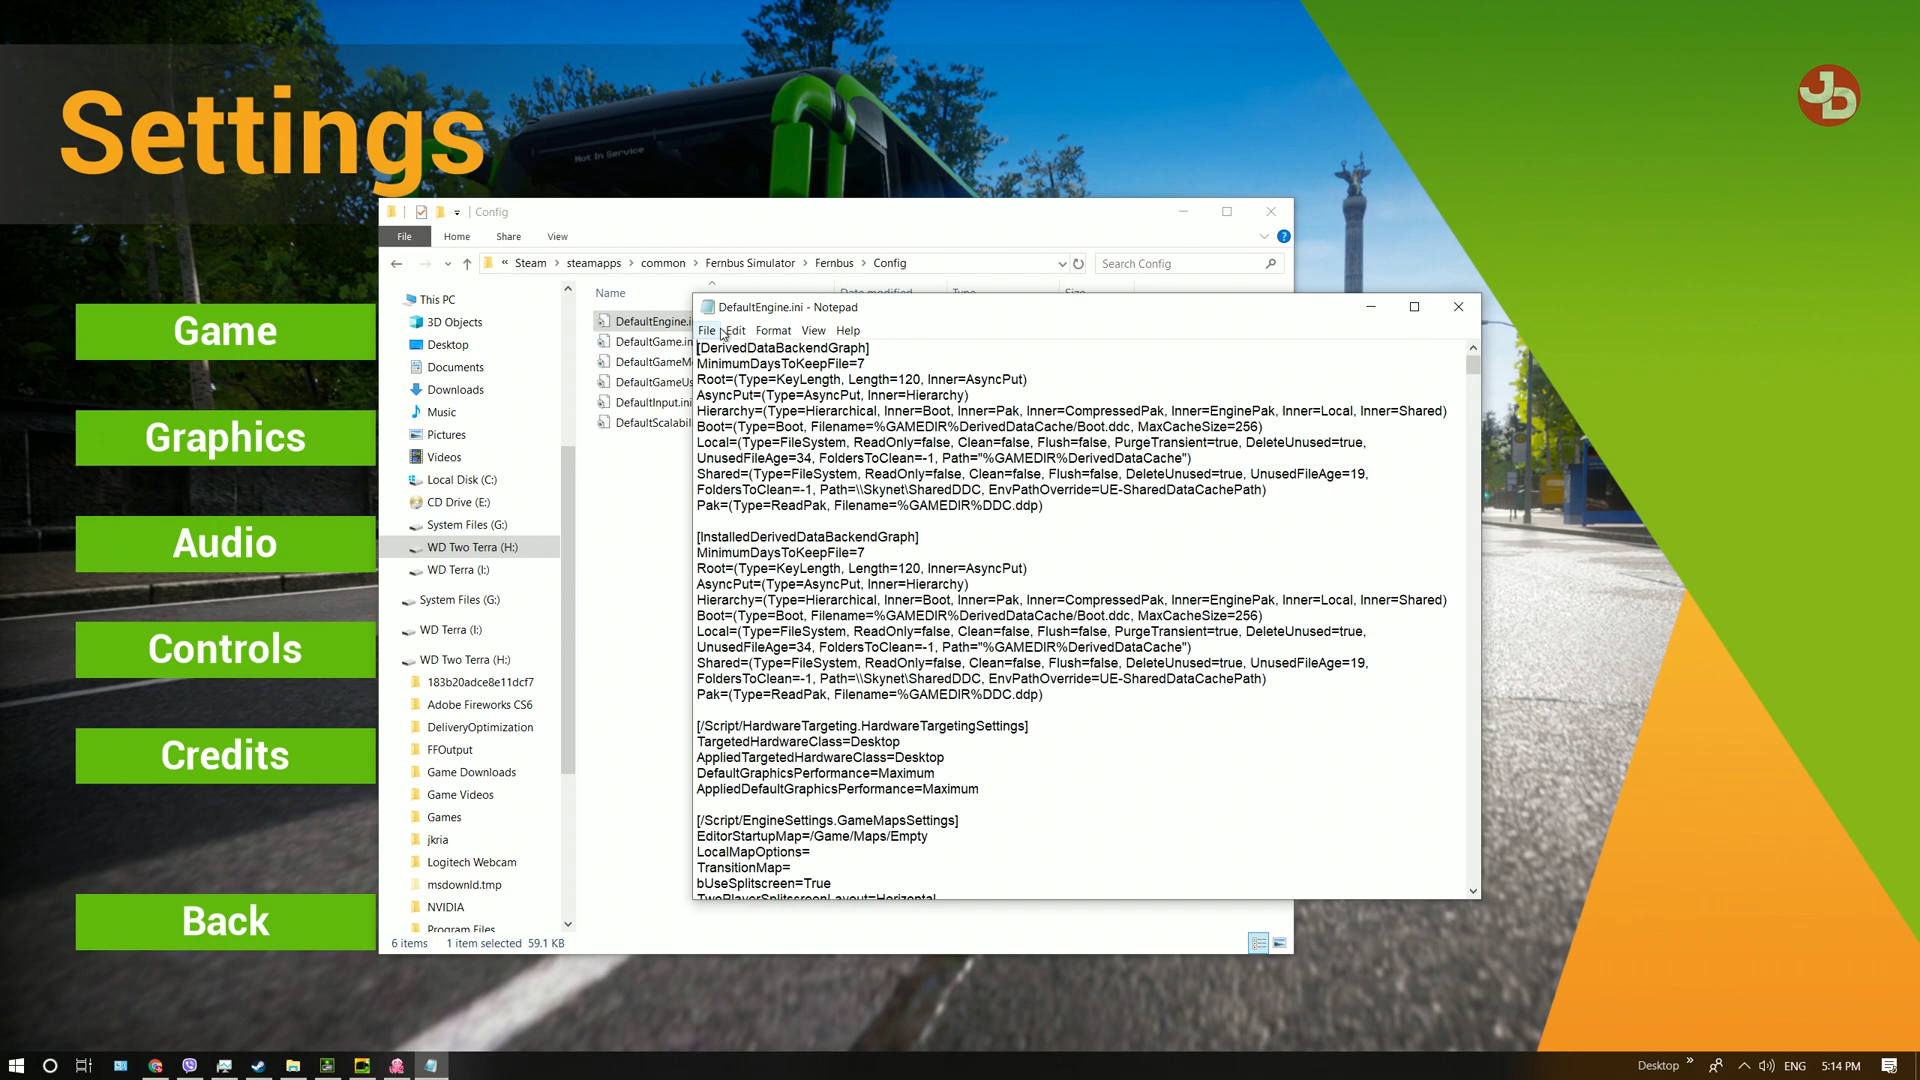 Settings
Not In Service
JD
Game
Graphics
Audio
Controls
Credits
Back
Config
File Home Share View
« Steam > steamapps > common > Fernbus Simulator > Fernbus > Config
Search Config
This PC
3D Objects
Desktop
Documents
Downloads
Music
Pictures
Videos
Local Disk (C:)
CD Drive (E:)
System Files (G:)
WD Two Terra (H:)
WD Terra (I:)
System Files (G:)
WD Terra (I:)
WD Two Terra (H:)
183b20adce8e11dcf7
Adobe Fireworks CS6
DeliveryOptimization
FFOutput
Game Downloads
Game Videos
Games
jkria
Logitech Webcam
msdownld.tmp
NVIDIA
Program Files
Name Date modified Type Size
DefaultEngine.i
DefaultGame.in
DefaultGameM
DefaultGameUs
DefaultInput.ini
DefaultScalabil
6 items 1 item selected 59.1 KB
DefaultEngine.ini - Notepad
File Edit Format View Help
[DerivedDataBackendGraph]
MinimumDaysToKeepFile=7
Root=(Type=KeyLength, Length=120, Inner=AsyncPut)
AsyncPut=(Type=AsyncPut, Inner=Hierarchy)
Hierarchy=(Type=Hierarchical, Inner=Boot, Inner=Pak, Inner=CompressedPak, Inner=EnginePak, Inner=Local, Inner=Shared)
Boot=(Type=Boot, Filename=%GAMEDIR%DerivedDataCache/Boot.ddc, MaxCacheSize=256)
Local=(Type=FileSystem, ReadOnly=false, Clean=false, Flush=false, PurgeTransient=true, DeleteUnused=true,
UnusedFileAge=34, FoldersToClean=-1, Path="%GAMEDIR%DerivedDataCache")
Shared=(Type=FileSystem, ReadOnly=false, Clean=false, Flush=false, DeleteUnused=true, UnusedFileAge=19,
FoldersToClean=-1, Path=\\Skynet\SharedDDC, EnvPathOverride=UE-SharedDataCachePath)
Pak=(Type=ReadPak, Filename=%GAMEDIR%DDC.ddp)
[InstalledDerivedDataBackendGraph]
MinimumDaysToKeepFile=7
Root=(Type=KeyLength, Length=120, Inner=AsyncPut)
AsyncPut=(Type=AsyncPut, Inner=Hierarchy)
Hierarchy=(Type=Hierarchical, Inner=Boot, Inner=Pak, Inner=CompressedPak, Inner=EnginePak, Inner=Local, Inner=Shared)
Boot=(Type=Boot, Filename=%GAMEDIR%DerivedDataCache/Boot.ddc, MaxCacheSize=256)
Local=(Type=FileSystem, ReadOnly=false, Clean=false, Flush=false, PurgeTransient=true, DeleteUnused=true,
UnusedFileAge=34, FoldersToClean=-1, Path="%GAMEDIR%DerivedDataCache")
Shared=(Type=FileSystem, ReadOnly=false, Clean=false, Flush=false, DeleteUnused=true, UnusedFileAge=19,
FoldersToClean=-1, Path=\\Skynet\SharedDDC, EnvPathOverride=UE-SharedDataCachePath)
Pak=(Type=ReadPak, Filename=%GAMEDIR%DDC.ddp)
[/Script/HardwareTargeting.HardwareTargetingSettings]
TargetedHardwareClass=Desktop
AppliedTargetedHardwareClass=Desktop
DefaultGraphicsPerformance=Maximum
AppliedDefaultGraphicsPerformance=Maximum
[/Script/EngineSettings.GameMapsSettings]
EditorStartupMap=/Game/Maps/Empty
LocalMapOptions=
TransitionMap=
bUseSplitscreen=True
TwoPlayerSplitscreenLayout=Horizontal
Desktop » ENG 5:14 PM